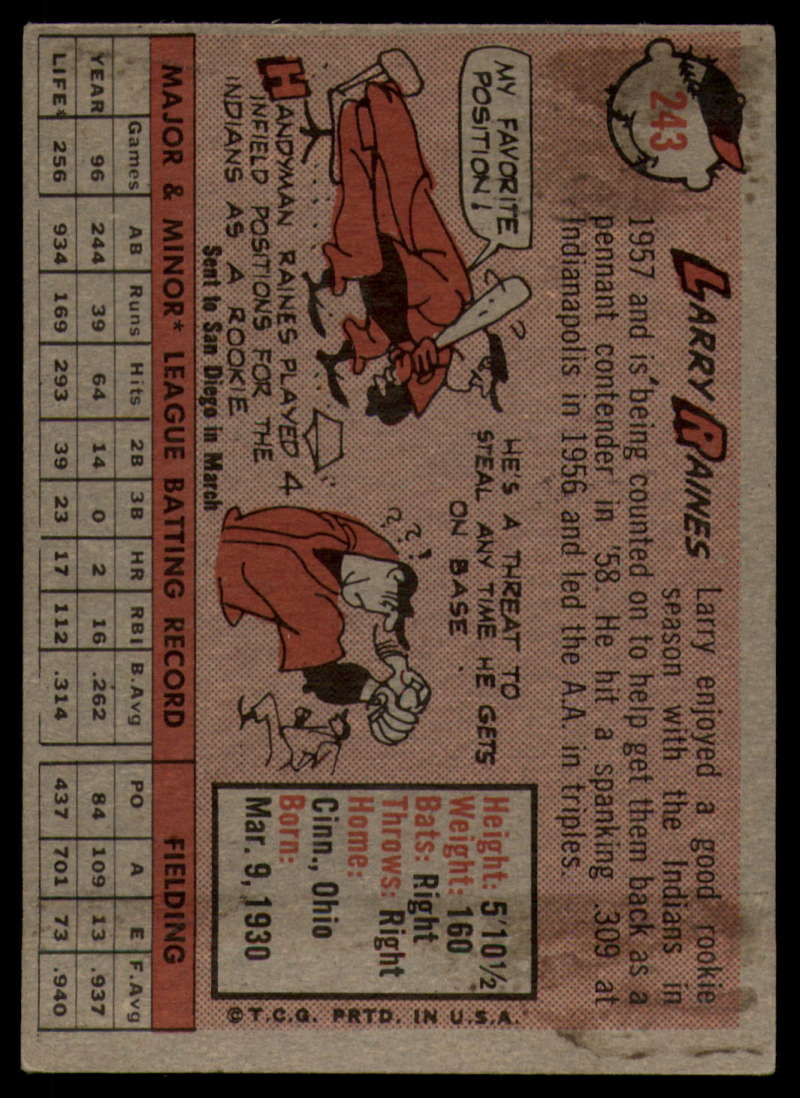 243
LARRY RAINES
Larry enjoyed a good rookie
season with the Indians in
1957 and is being counted on to help get them back as a
pennant contender in '58. He hit a spanking .309 at
Indianapolis in 1956 and led the A.A. in triples.
MY FAVORITE
POSITION!
HANDYMAN RAINES PLAYED 4
INFIELD POSITIONS FOR THE
INDIANS AS A ROOKIE.
Sent to San Diego in March
HE'S A THREAT TO
STEAL ANY TIME HE GETS
ON BASE.
???
Height: 5'10½
Weight: 160
Bats: Right
Throws: Right
Home:
Cinn., Ohio
Born:
Mar. 9, 1930
© T.C.G. PRTD. IN U.S.A.
MAJOR & MINOR* LEAGUE BATTING RECORD FIELDING
Games AB Runs Hits 2B 3B HR RBI B.Avg PO A E F.Avg
YEAR 96 244 39 64 14 0 2 16 .262 84 109 13 .937
LIFE* 256 934 169 293 39 23 17 112 .314 437 701 73 .940